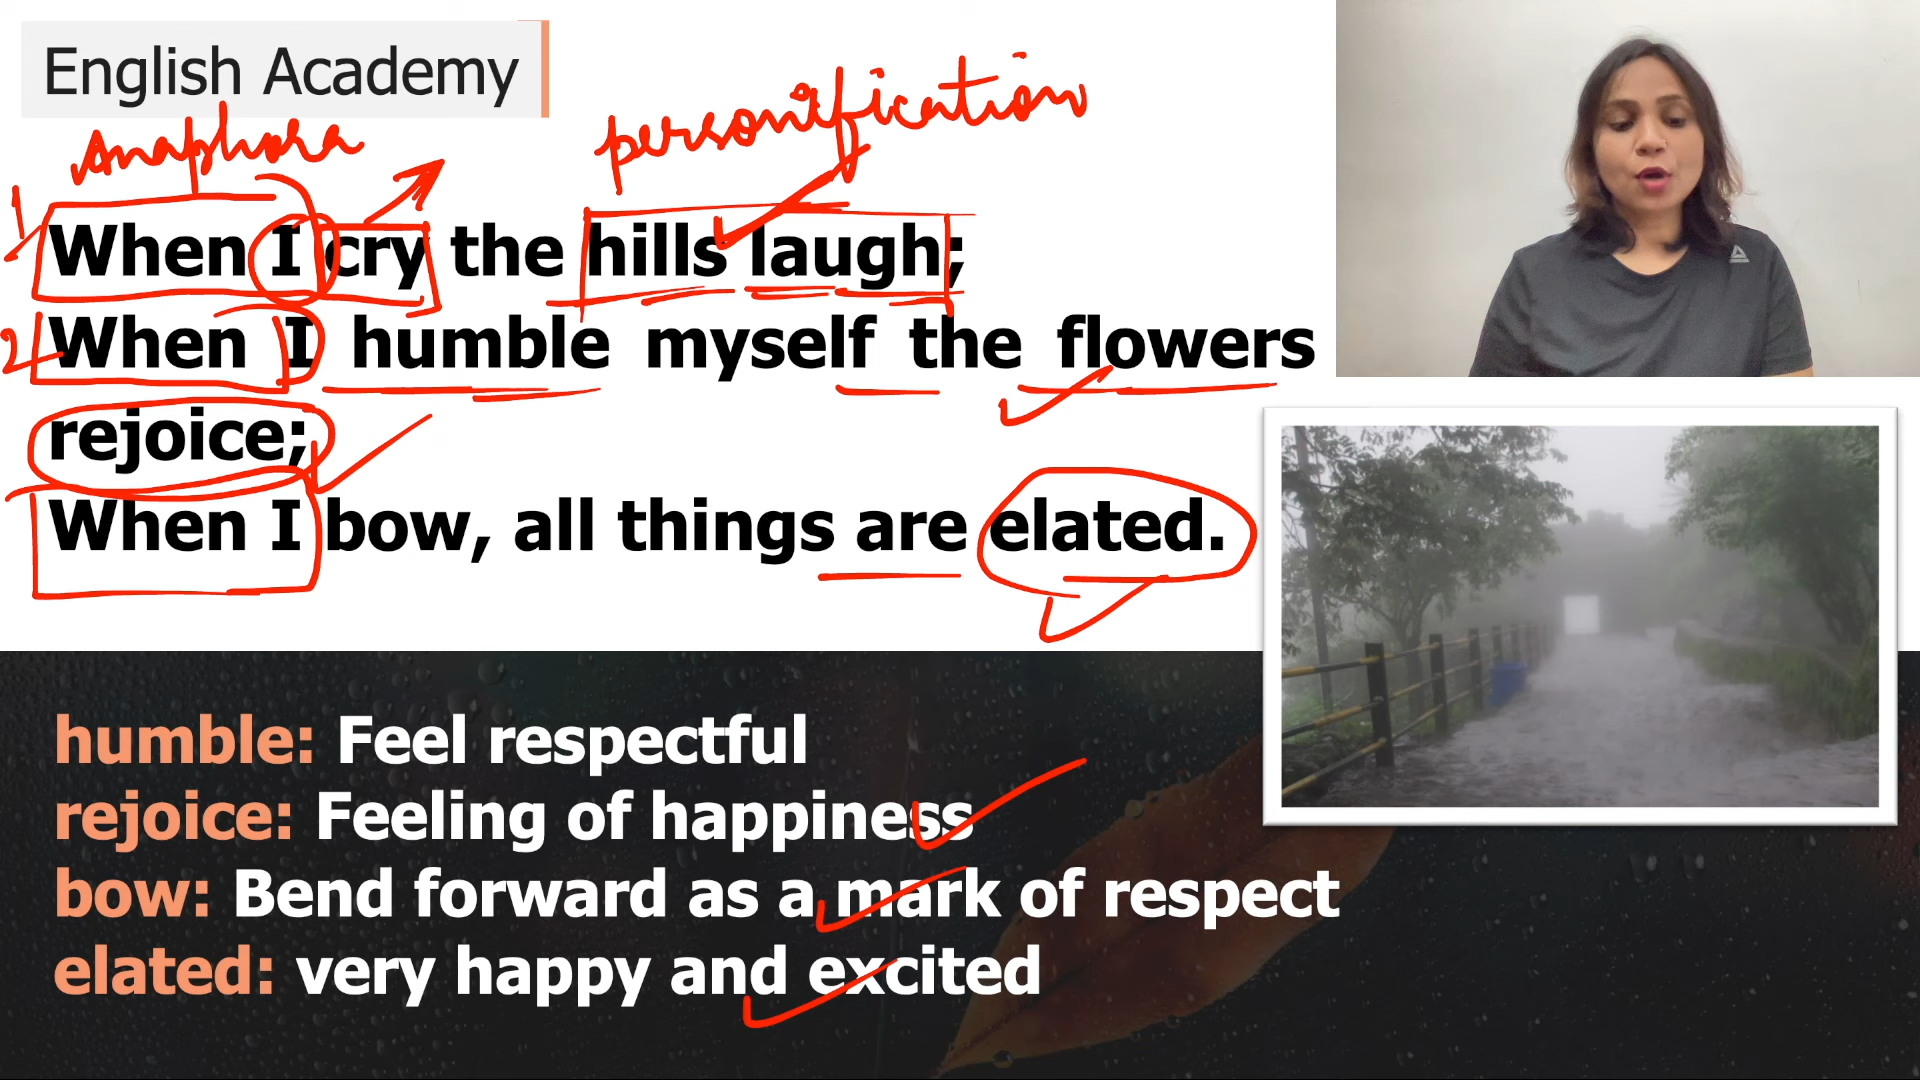 English Academy
Anaphora
personification
1
When I cry the hills laugh;
2
When I humble myself the flowers
rejoice;
When I bow, all things are elated.
humble: Feel respectful
rejoice: Feeling of happiness
bow: Bend forward as a mark of respect
elated: very happy and excited